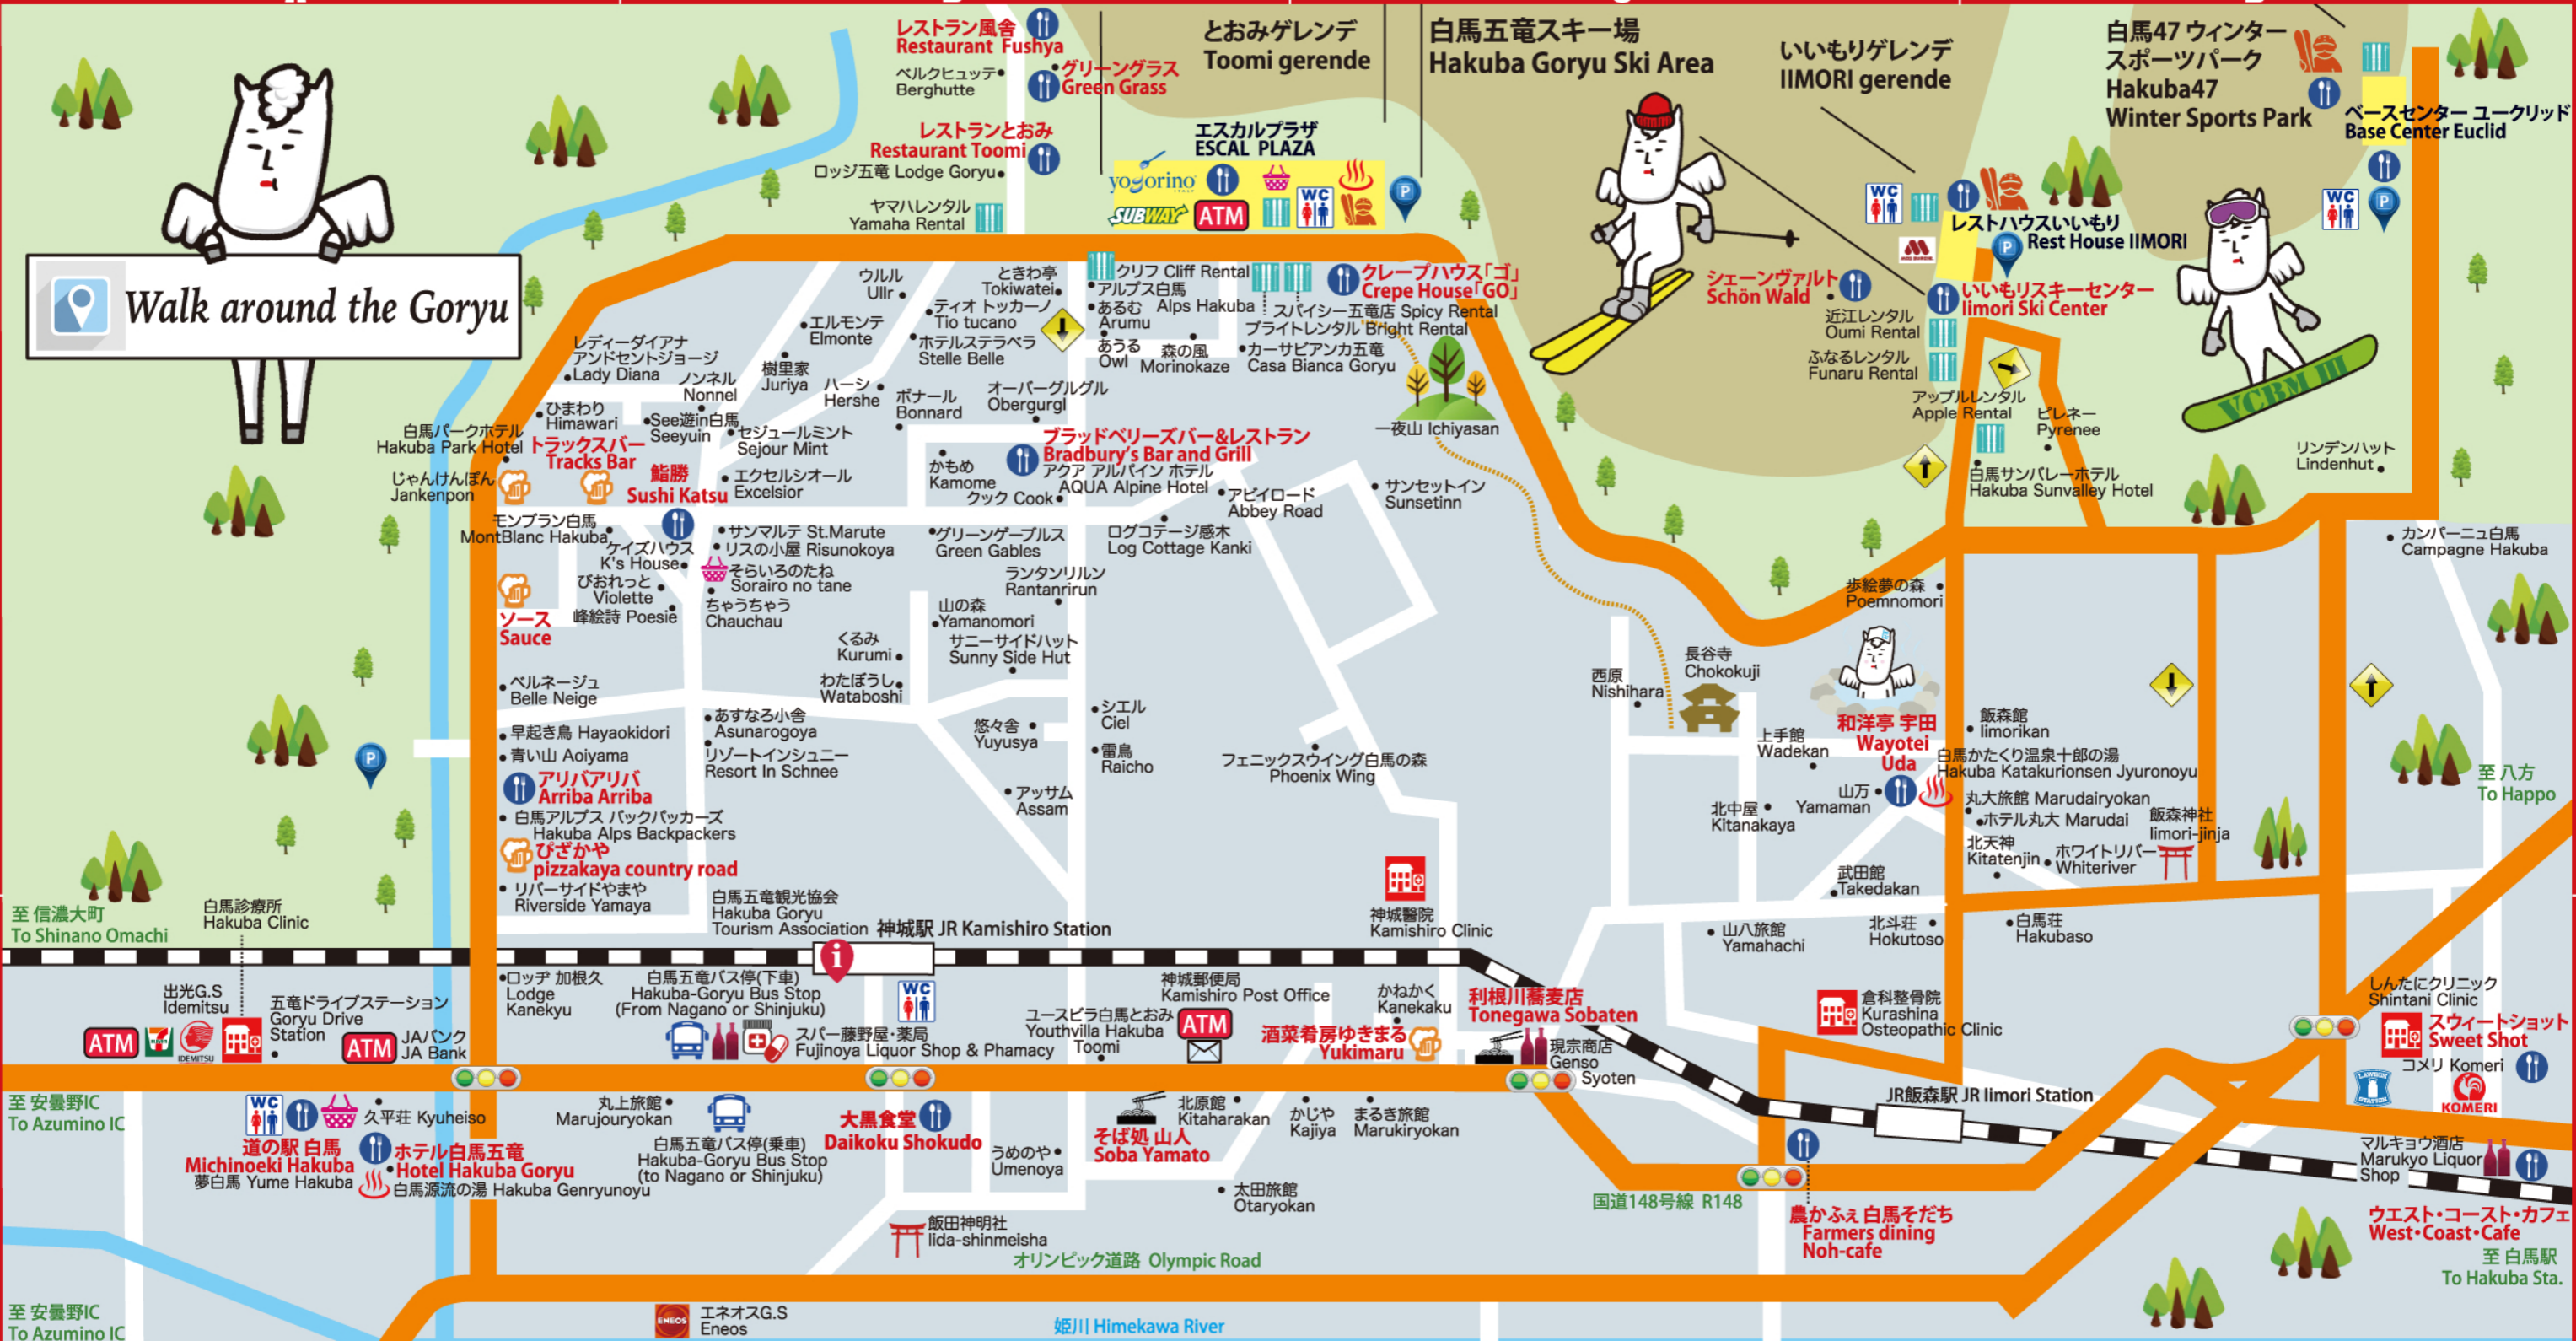 レストラン風舎
Restaurant Fushya
ベルクヒュッテ
Berghutte
グリーングラス
Green Grass
レストランとおみ
Restaurant Toomi
ロッジ五竜 Lodge Goryu
ヤマハレンタル
Yamaha Rental
とおみゲレンデ
Toomi gerende
エスカルプラザ
ESCAL PLAZA
yogorino
SUBWAY
ATM
WC
P
白馬五竜スキー場
Hakuba Goryu Ski Area
いいもりゲレンデ
IIMORI gerende
白馬47 ウィンター
スポーツパーク
Hakuba47
Winter Sports Park
ベースセンター ユークリッド
Base Center Euclid
WC
P
WC
レストハウスいいもり
Rest House IIMORI
P
Walk around the Goryu
VCBM III
シェーンヴァルト
Schön Wald
いいもりスキーセンター
Iimori Ski Center
近江レンタル
Oumi Rental
ふなるレンタル
Funaru Rental
アップルレンタル
Apple Rental
ピレネー
Pyrenee
白馬サンバレーホテル
Hakuba Sunvalley Hotel
リンデンハット
Lindenhut
カンパーニュ白馬
Campagne Hakuba
ウルル
Ullr
ときわ亭
Tokiwatei
クリフ Cliff Rental
アルプス白馬
Alps Hakuba
あるむ
Arumu
クレープハウス「ゴ」
Crepe House「GO」
スパイシー五竜店 Spicy Rental
ブライトレンタル Bright Rental
ティオ トッカーノ
Tio tucano
エルモンテ
Elmonte
ホテルステラベラ
Stelle Belle
あうる
Owl
森の風
Morinokaze
カーサビアンカ五竜
Casa Bianca Goryu
レディーダイアナ
アンドセントジョージ
Lady Diana
ノンネル
Nonnel
樹里家
Juriya
ハーシ
Hershe
ボナール
Bonnard
オーバーグルグル
Obergurgl
一夜山 Ichiyasan
ひまわり
Himawari
See遊in白馬
Seeyuin
セジュールミント
Sejour Mint
白馬パークホテル
Hakuba Park Hotel
トラックスバー
Tracks Bar
ブラッドベリーズバー&レストラン
Bradbury's Bar and Grill
かもめ
Kamome
アクア アルパイン ホテル
AQUA Alpine Hotel
クック Cook
じゃんけんぽん
Jankenpon
鮨勝
Sushi Katsu
エクセルシオール
Excelsior
アビイロード
Abbey Road
サンセットイン
Sunsetinn
モンブラン白馬
MontBlanc Hakuba
サンマルテ St.Marute
リスの小屋 Risunokoya
グリーンゲーブルス
Green Gables
ログコテージ感木
Log Cottage Kanki
ケイズハウス
K's House
そらいろのたね
Sorairo no tane
ランタンリルン
Rantanrirun
びおれっと
Violette
峰絵詩 Poesie
ちゃうちゃう
Chauchau
山の森
Yamanomori
ソース
Sauce
くるみ
Kurumi
サニーサイドハット
Sunny Side Hut
わたぼうし
Wataboshi
ベルネージュ
Belle Neige
早起き鳥 Hayaokidori
青い山 Aoiyama
あすなろ小舎
Asunarogoya
リゾートインシュニー
Resort In Schnee
悠々舎
Yuyusya
シエル
Ciel
雷鳥
Raicho
アッサム
Assam
フェニックスウイング白馬の森
Phoenix Wing
アリバアリバ
Arriba Arriba
白馬アルプス バックパッカーズ
Hakuba Alps Backpackers
ぴざかや
pizzakaya country road
リバーサイドやまや
Riverside Yamaya
P
歩絵夢の森
Poemnomori
西原
Nishihara
長谷寺
Chokokuji
上手館
Wadekan
和洋亭 宇田
Wayotei
Uda
飯森館
Iimorikan
白馬かたくり温泉十郎の湯
Hakuba Katakurionsen Jyuronoyu
山万
Yamaman
北中屋
Kitanakaya
丸大旅館 Marudairyokan
ホテル丸大 Marudai
飯森神社
Iimori-jinja
北天神
Kitatenjin
ホワイトリバー
Whiteriver
武田館
Takedakan
山八旅館
Yamahachi
北斗荘
Hokutoso
白馬荘
Hakubaso
至 八方
To Happo
至 信濃大町
To Shinano Omachi
白馬診療所
Hakuba Clinic
白馬五竜観光協会
Hakuba Goryu
Tourism Association
神城駅 JR Kamishiro Station
神城醫院
Kamishiro Clinic
出光G.S
Idemitsu
五竜ドライブステーション
Goryu Drive
Station
ATM
IDEMITSU
ATM
JAバンク
JA Bank
ロッヂ 加根久
Lodge
Kanekyu
白馬五竜バス停(下車)
Hakuba-Goryu Bus Stop
(From Nagano or Shinjuku)
WC
スパー藤野屋・薬局
Fujinoya Liquor Shop & Phamacy
神城郵便局
Kamishiro Post Office
ユースピラ白馬とおみ
Youthvilla Hakuba
Toomi
ATM
かねかく
Kanekaku
酒菜肴房ゆきまる
Yukimaru
利根川蕎麦店
Tonegawa Sobaten
現宗商店
Genso
Syoten
倉科整骨院
Kurashina
Osteopathic Clinic
しんたにクリニック
Shintani Clinic
スウィートショット
Sweet Shot
コメリ Komeri
LAWSON
STATION
KOMERI
JR飯森駅 JR Iimori Station
至 安曇野IC
To Azumino IC
WC
久平荘 Kyuheiso
道の駅 白馬
Michinoeki Hakuba
夢白馬 Yume Hakuba
ホテル白馬五竜
Hotel Hakuba Goryu
白馬源流の湯 Hakuba Genryunoyu
丸上旅館
Marujouryokan
白馬五竜バス停(乗車)
Hakuba-Goryu Bus Stop
(to Nagano or Shinjuku)
大黒食堂
Daikoku Shokudo
うめのや
Umenoya
そば処 山人
Soba Yamato
北原館
Kitaharakan
かじや
Kajiya
まるき旅館
Marukiryokan
太田旅館
Otaryokan
飯田神明社
Iida-shinmeisha
オリンピック道路 Olympic Road
国道148号線 R148
農かふぇ 白馬そだち
Farmers dining
Noh-cafe
マルキョウ酒店
Marukyo Liquor
Shop
ウエスト・コースト・カフェ
West・Coast・Cafe
至 白馬駅
To Hakuba Sta.
至 安曇野IC
To Azumino IC
ENEOS
エネオスG.S
Eneos
姫川 Himekawa River